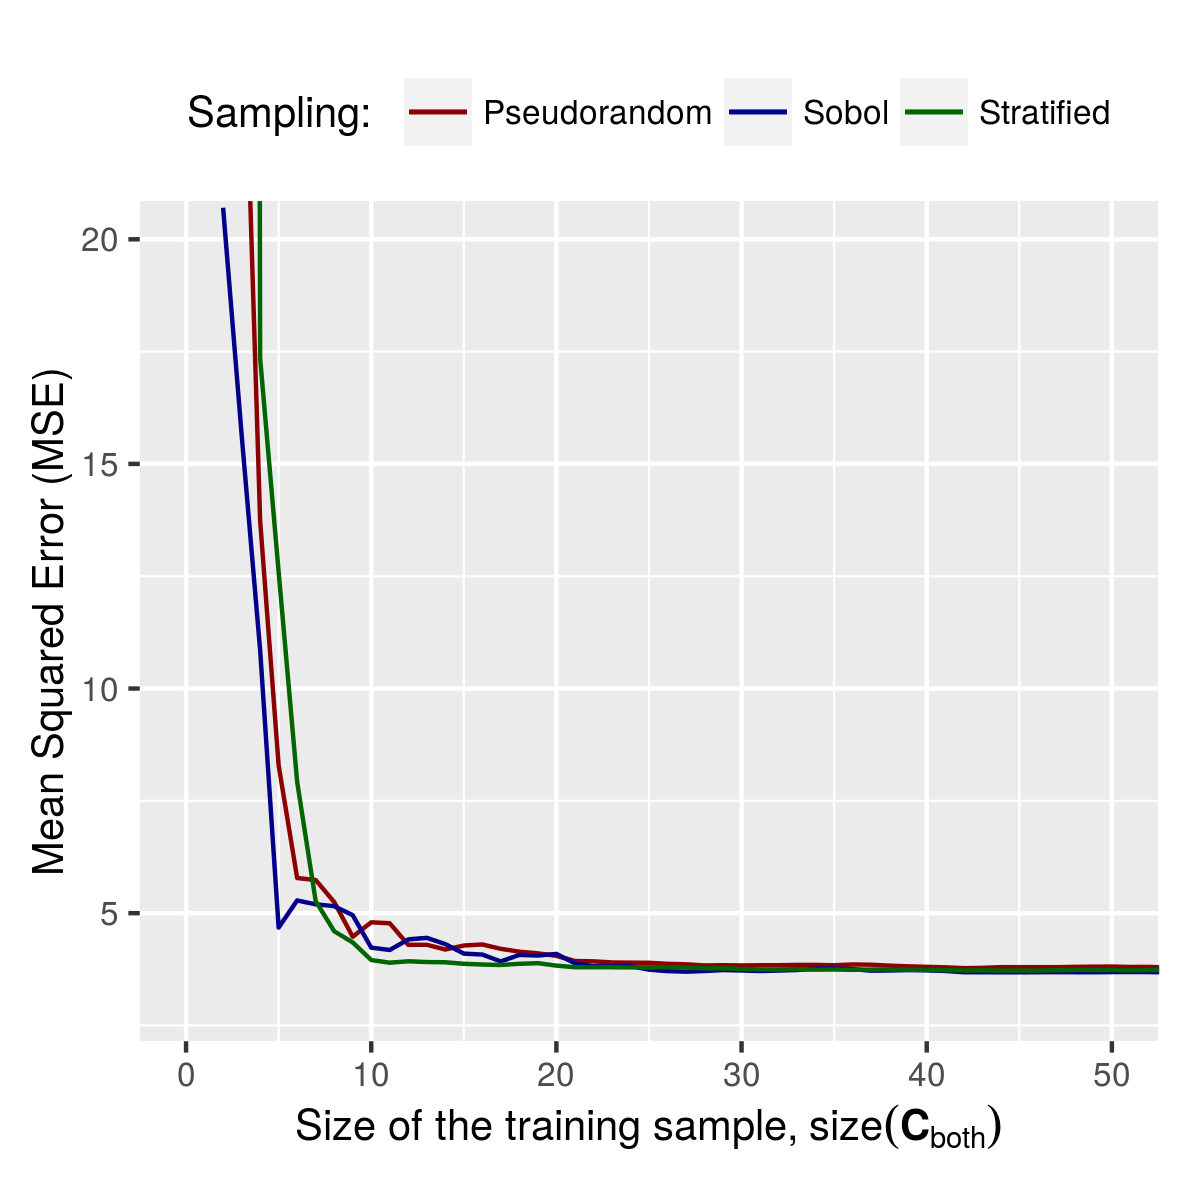 Sampling: Pseudorandom Sobol Stratified
Mean Squared Error (MSE)
20
15
10
5
0 10 20 30 40 50
Size of the training sample, size(C_both)